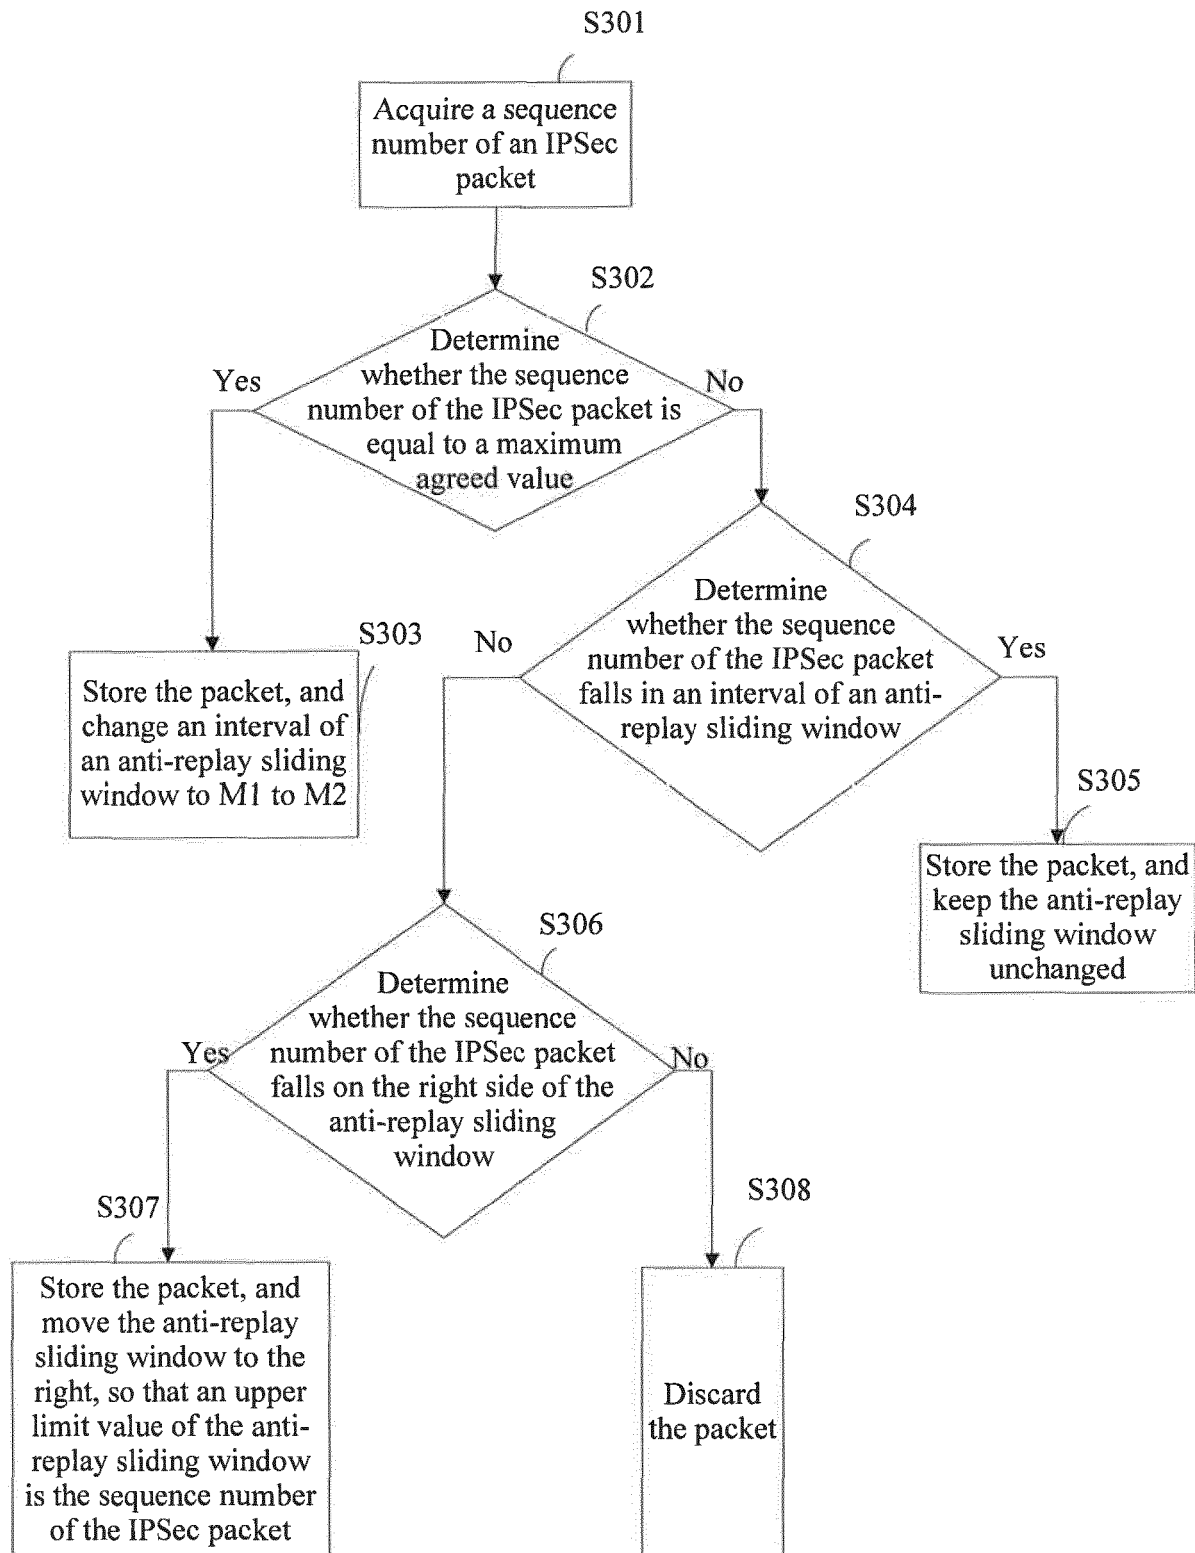 S301
Acquire a sequence
number of an IPSec
packet
S302
Determine
whether the sequence
number of the IPSec packet is
equal to a maximum
agreed value
Yes
No
S304
Determine
whether the sequence
number of the IPSec packet
falls in an interval of an anti-
replay sliding window
No
Yes
S303
Store the packet, and
change an interval of
an anti-replay sliding
window to M1 to M2
S305
Store the packet, and
keep the anti-replay
sliding window
unchanged
S306
Determine
whether the sequence
number of the IPSec packet
falls on the right side of the
anti-replay sliding
window
Yes
No
S307
Store the packet, and
move the anti-replay
sliding window to the
right, so that an upper
limit value of the anti-
replay sliding window
is the sequence number
of the IPSec packet
S308
Discard
the packet